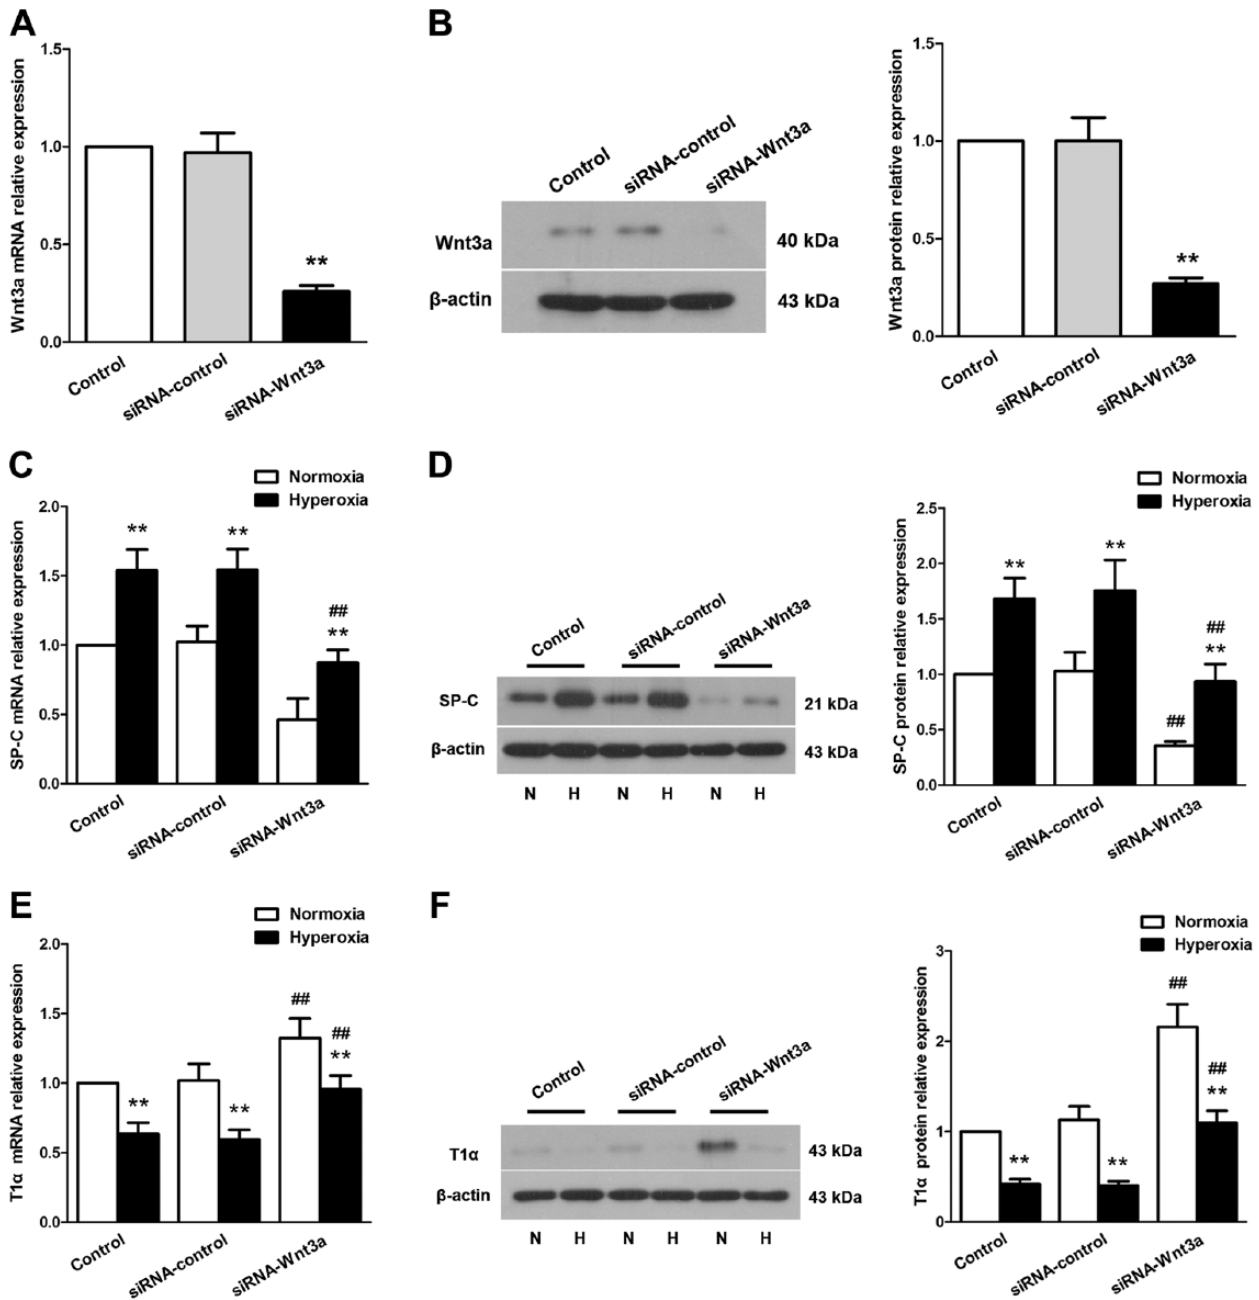 A
Wnt3a mRNA relative expression
1.5
1.0
0.5
0.0
**
Control
siRNA-control
siRNA-Wnt3a
B
Control
siRNA-control
siRNA-Wnt3a
Wnt3a
40 kDa
β-actin
43 kDa
Wnt3a protein relative expression
1.5
1.0
0.5
0.0
**
Control
siRNA-control
siRNA-Wnt3a
C
Normoxia
Hyperoxia
SP-C mRNA relative expression
2.0
1.5
1.0
0.5
0.0
**
**
##
**
Control
siRNA-control
siRNA-Wnt3a
D
Control
siRNA-control
siRNA-Wnt3a
SP-C
21 kDa
β-actin
43 kDa
N H N H N H
Normoxia
Hyperoxia
SP-C protein relative expression
2.5
2.0
1.5
1.0
0.5
0.0
**
**
##
##
**
Control
siRNA-control
siRNA-Wnt3a
E
Normoxia
Hyperoxia
T1α mRNA relative expression
2.0
1.5
1.0
0.5
0.0
**
**
##
##
**
Control
siRNA-control
siRNA-Wnt3a
F
Control
siRNA-control
siRNA-Wnt3a
T1α
43 kDa
β-actin
43 kDa
N H N H N H
Normoxia
Hyperoxia
T1α protein relative expression
3
2
1
0
**
**
##
##
**
Control
siRNA-control
siRNA-Wnt3a